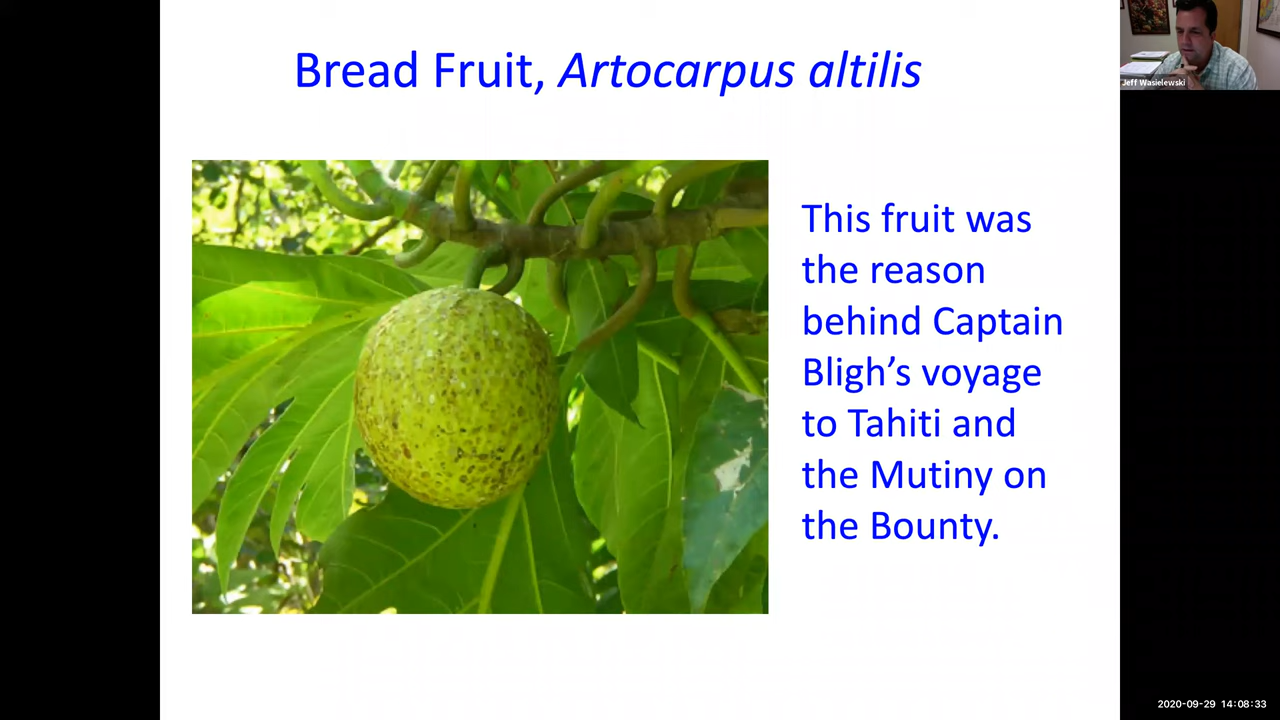 Bread Fruit, Artocarpus altilis
Jeff Wasielewski
This fruit was
the reason
behind Captain
Bligh’s voyage
to Tahiti and
the Mutiny on
the Bounty.
2020-09-29 14:08:33